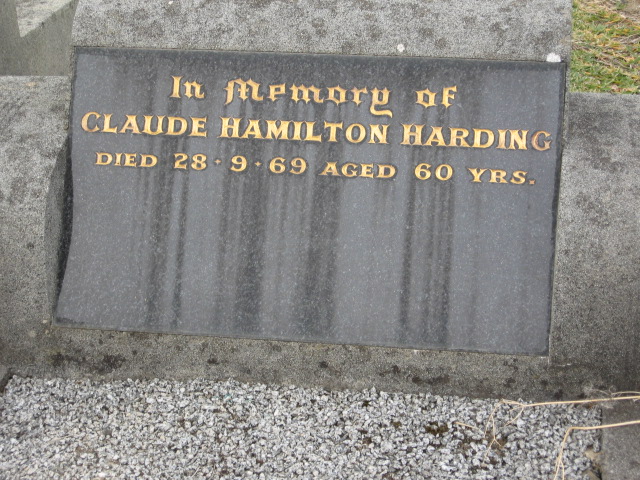 In Memory of
CLAUDE HAMILTON HARDING
DIED 28·9·69 AGED 60 YRS.